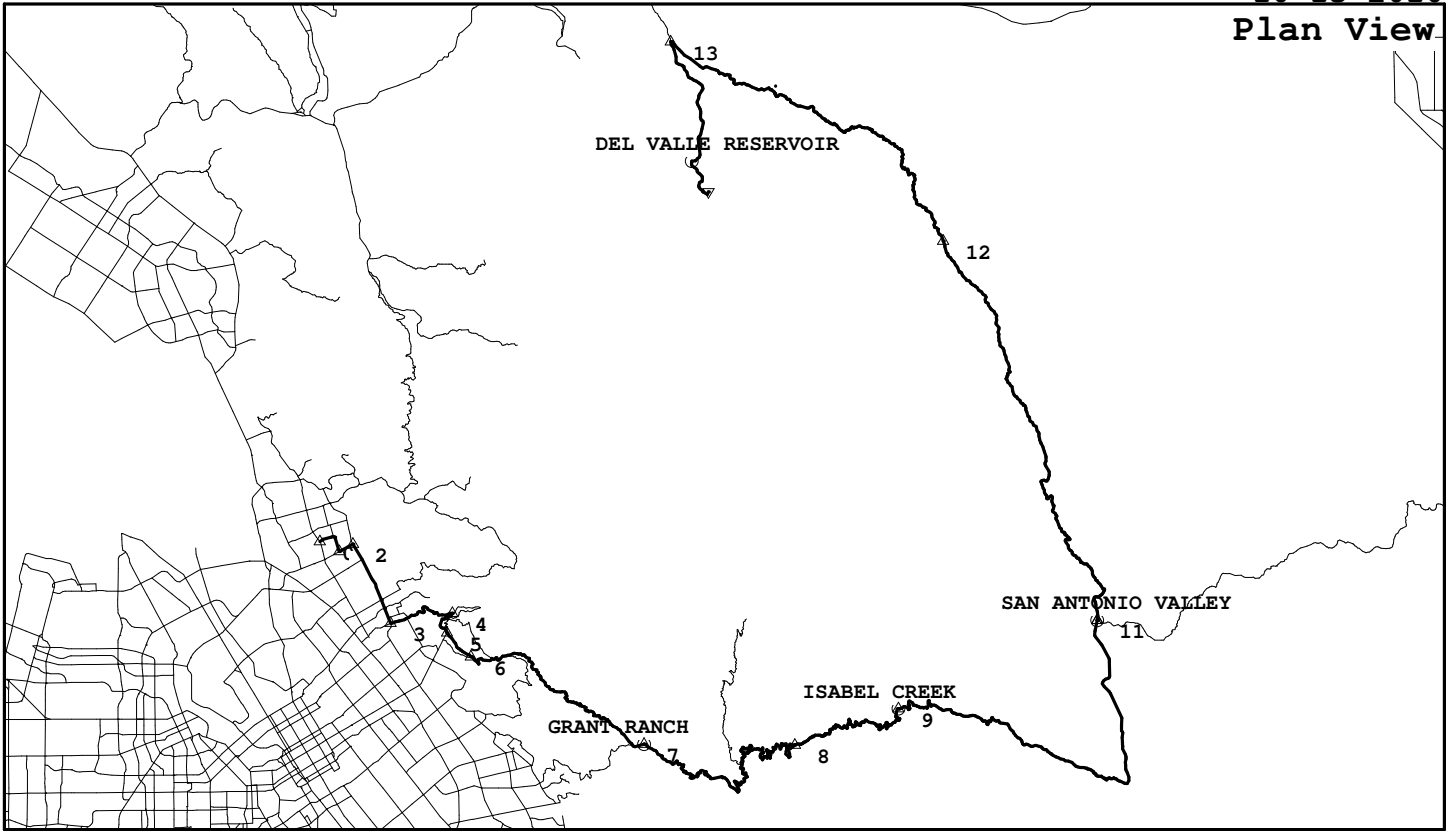 Plan View
13
DEL VALLE RESERVOIR
12
2
SAN ANTONIO VALLEY
3
4
11
5
6
ISABEL CREEK
9
GRANT RANCH
7
8